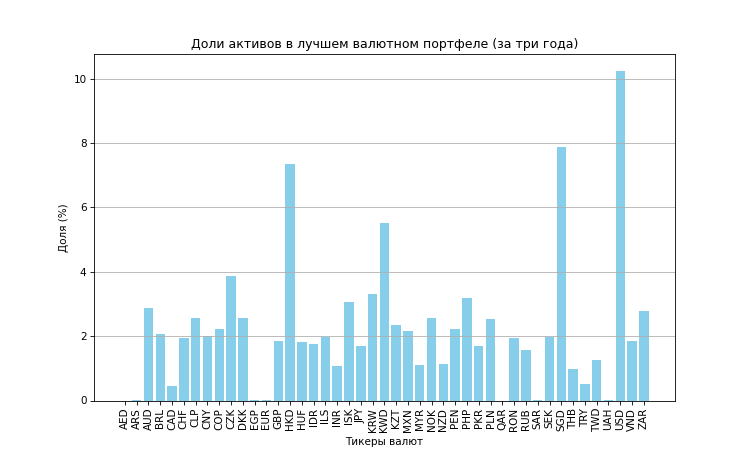 Доли активов в лучшем валютном портфеле (за три года)
Доля (%)
10
8
6
4
2
0
AED ARS AUD BRL CAD CHF CLP CNY COP CZK DKK EGP EUR GBP HKD HUF IDR ILS INR ISK JPY KRW KWD KZT MXN MYR NOK NZD PEN PHP PKR PLN QAR RON RUB SAR SEK SGD THB TRY TWD UAH USD VND ZAR
Тикеры валют